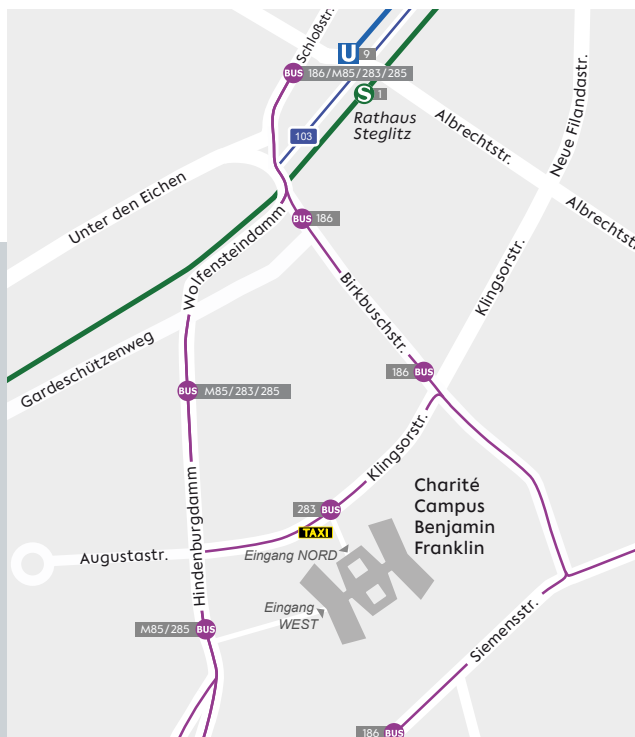 Schloßstr.
U 9
BUS 186/M85/283/285
S 1
Rathaus
Steglitz
103
Albrechtstr.
Neue Filandastr.
Albrechtstr.
Unter den Eichen
Wolfensteindamm
BUS 186
Klingsorstr.
Birkbuschstr.
Gardeschützenweg
186 BUS
BUS M85/283/285
Klingsorstr.
Hindenburgdamm
283 BUS
TAXI
Charité
Campus
Benjamin
Franklin
Augustastr.
Eingang NORD
Eingang
WEST
M85/285 BUS
Siemensstr.
186 BUS